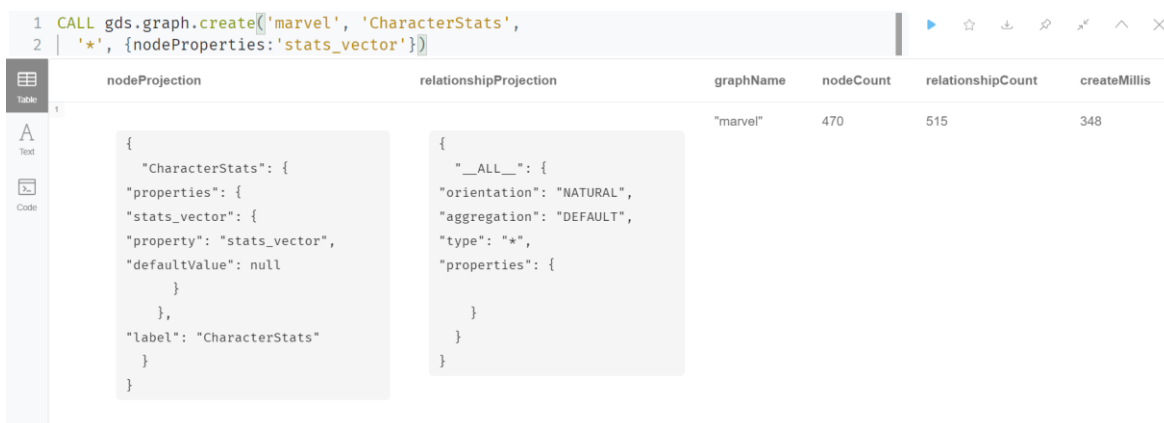 1 CALL gds.graph.create('marvel', 'CharacterStats',
2 '*', {nodeProperties:'stats_vector'})
Table
Text
Code
nodeProjection relationshipProjection graphName nodeCount relationshipCount createMillis
1
"marvel" 470 515 348
{
"CharacterStats": {
"properties": {
"stats_vector": {
"property": "stats_vector",
"defaultValue": null
}
},
"label": "CharacterStats"
}
}
{
"__ALL__": {
"orientation": "NATURAL",
"aggregation": "DEFAULT",
"type": "*",
"properties": {
}
}
}